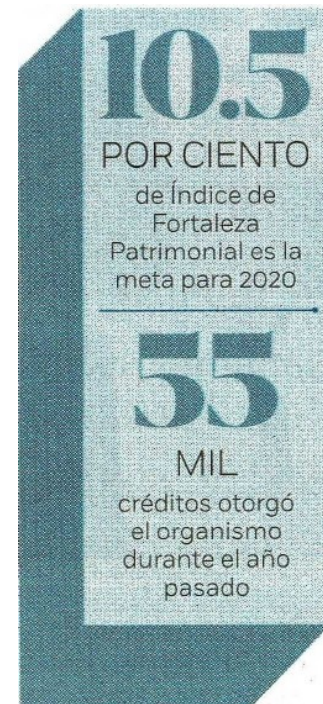 10.5
POR CIENTO
de Índice de
Fortaleza
Patrimonial es la
meta para 2020
55
MIL
créditos otorgó
el organismo
durante el año
pasado